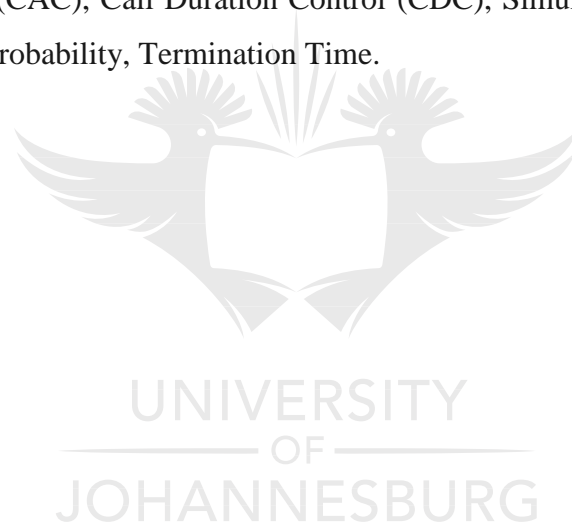 (CAC), Call Duration Control (CDC), Simul
robability, Termination Time.
UNIVERSITY
OF
JOHANNESBURG